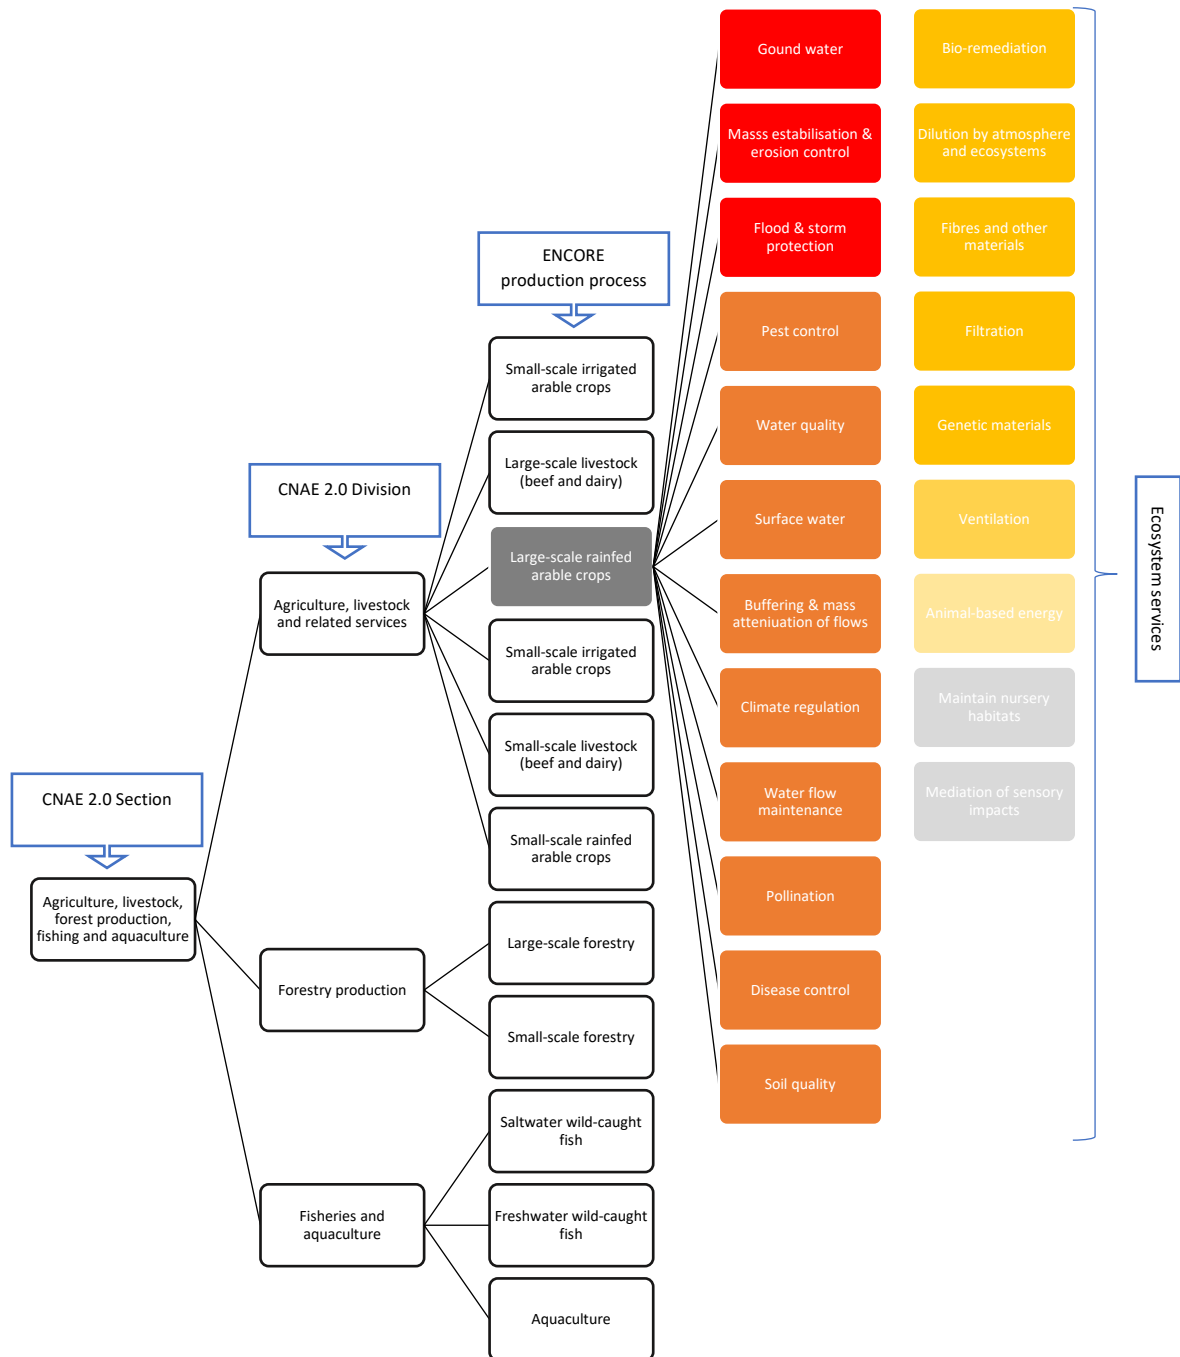 CNAE 2.0 Section
Agriculture, livestock,
forest production,
fishing and aquaculture
CNAE 2.0 Division
Agriculture, livestock
and related services
Forestry production
Fisheries and
aquaculture
ENCORE
production process
Small-scale irrigated
arable crops
Large-scale livestock
(beef and dairy)
Large-scale rainfed
arable crops
Small-scale irrigated
arable crops
Small-scale livestock
(beef and dairy)
Small-scale rainfed
arable crops
Large-scale forestry
Small-scale forestry
Saltwater wild-caught
fish
Freshwater wild-caught
fish
Aquaculture
Gound water
Masss estabilisation &
erosion control
Flood & storm
protection
Pest control
Water quality
Surface water
Buffering & mass
atteniuation of flows
Climate regulation
Water flow
maintenance
Pollination
Disease control
Soil quality
Bio-remediation
Dilution by atmosphere
and ecosystems
Fibres and other
materials
Filtration
Genetic materials
Ventilation
Animal-based energy
Maintain nursery
habitats
Mediation of sensory
impacts
Ecosystem services